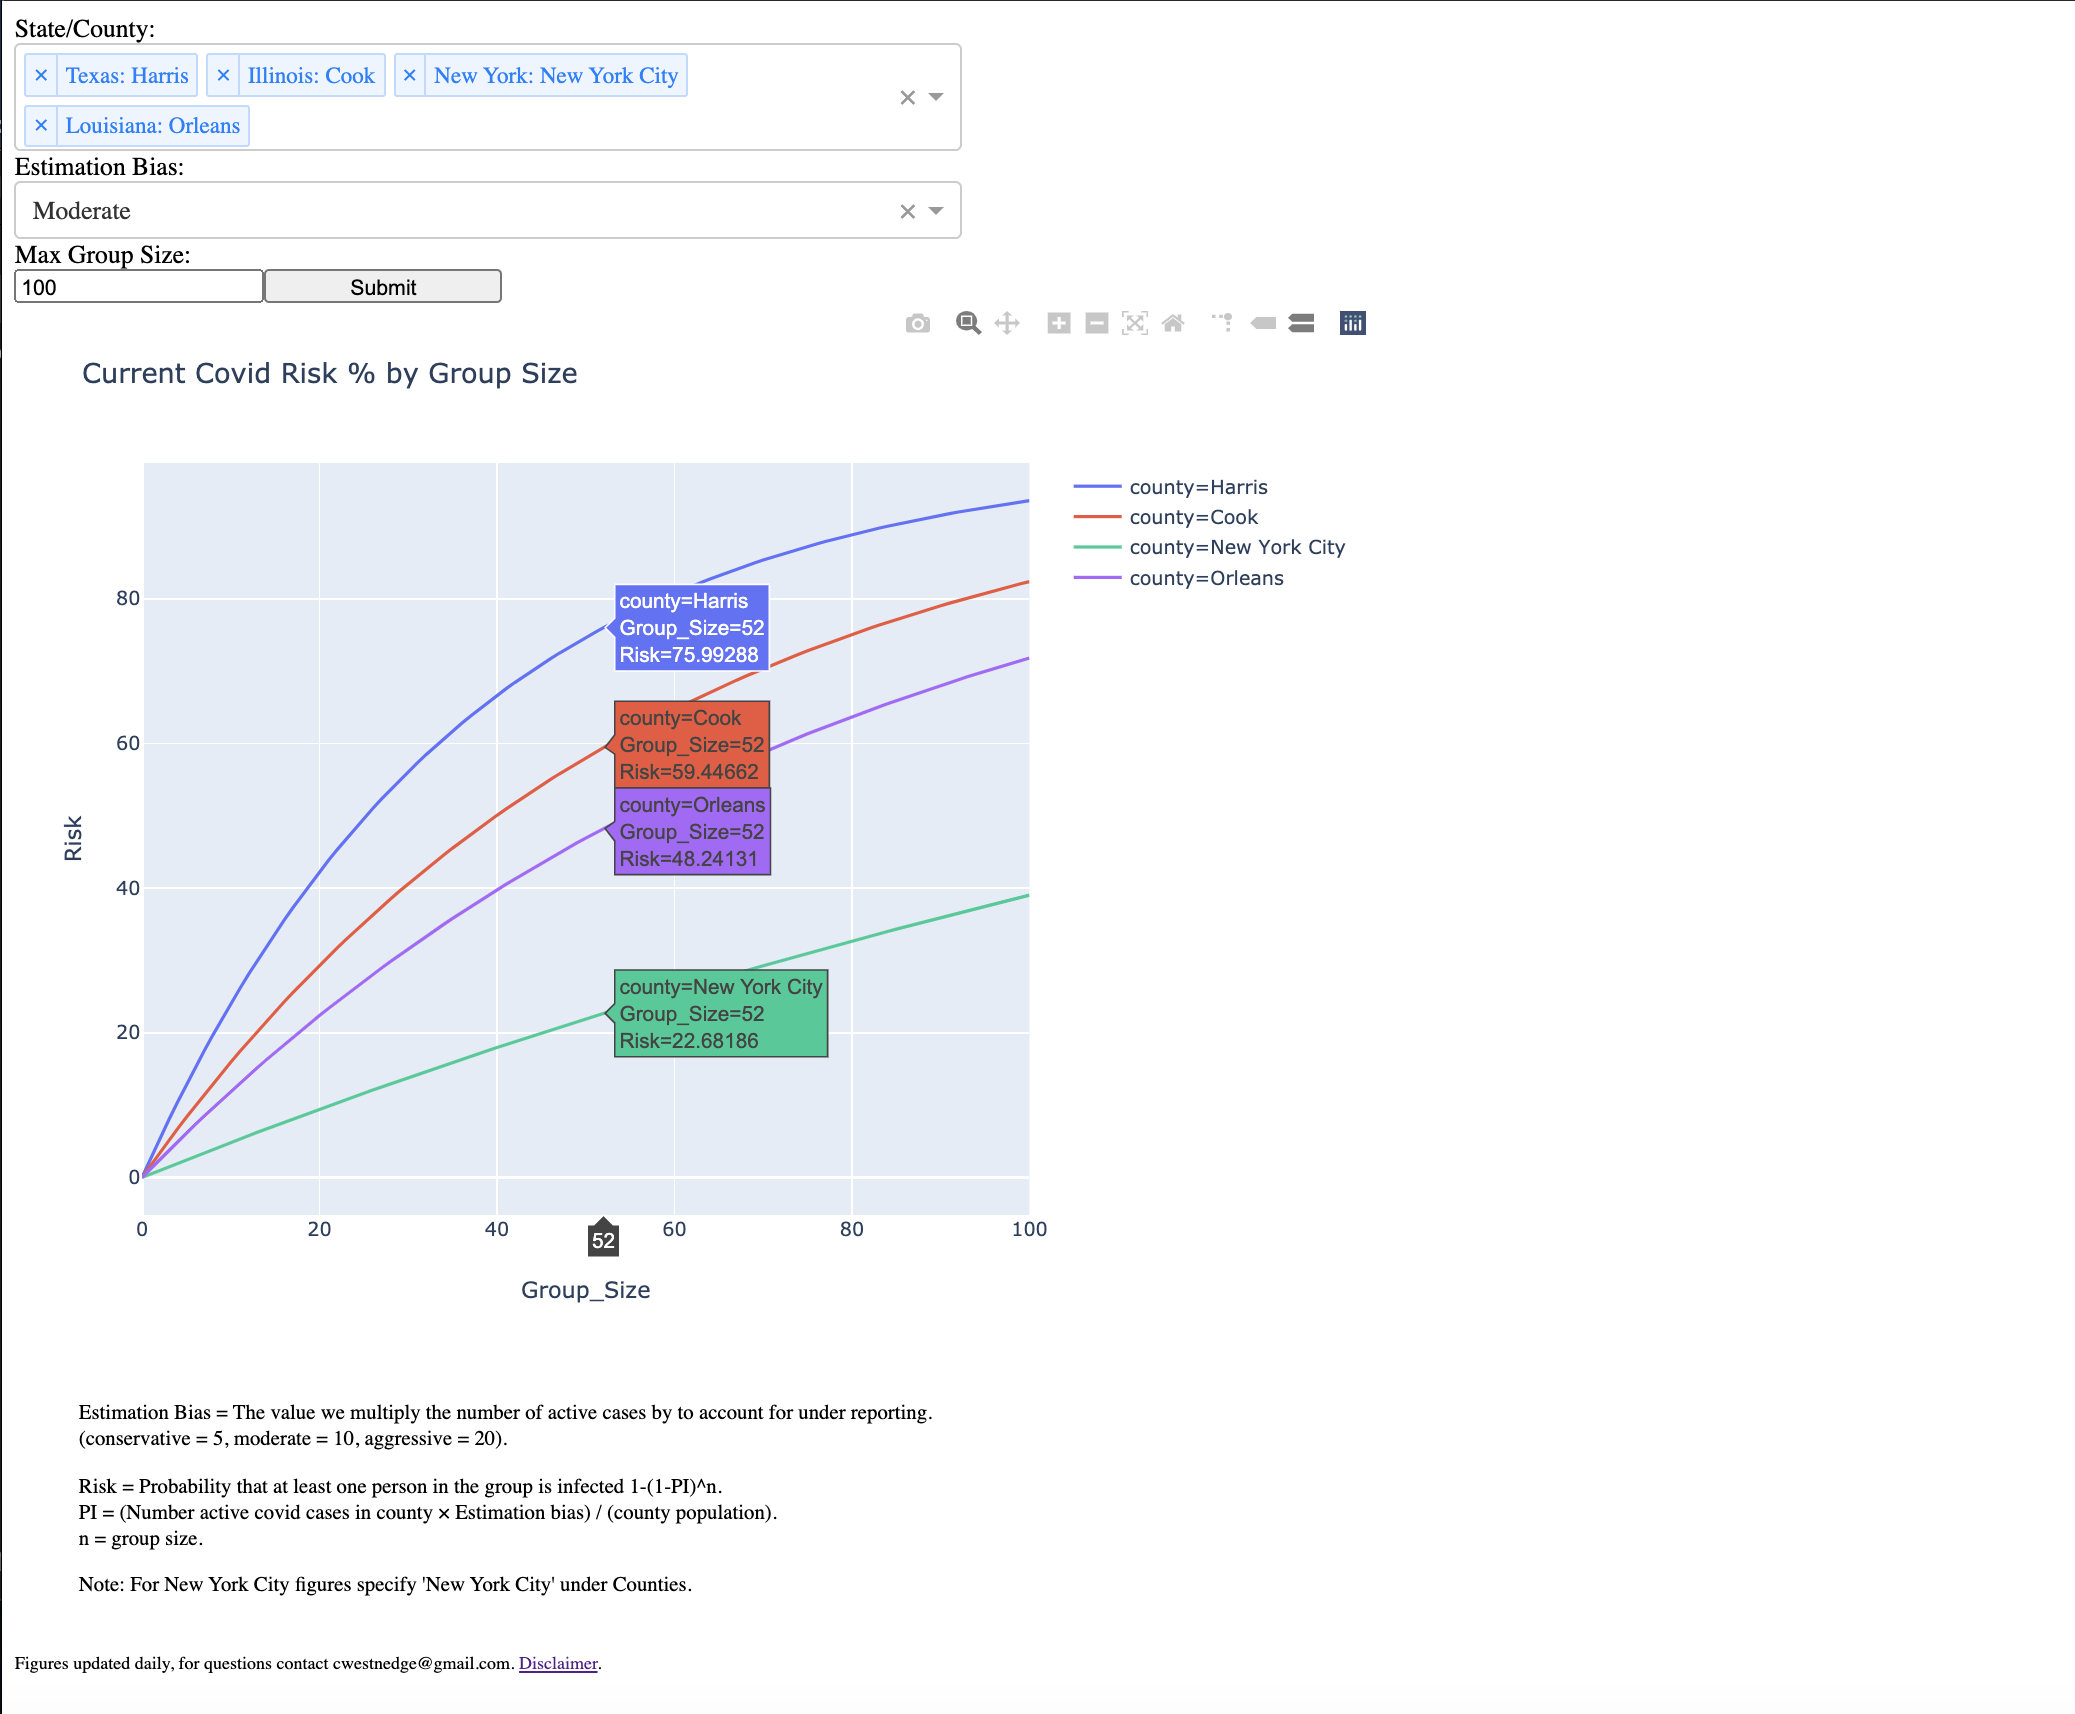 State/County:
× Texas: Harris × Illinois: Cook × New York: New York City
× Louisiana: Orleans
Estimation Bias:
Moderate
Max Group Size:
100 Submit
Current Covid Risk % by Group Size
county=Harris
county=Cook
county=New York City
county=Orleans
80
60
40
20
0
Risk
county=Harris
Group_Size=52
Risk=75.99288
county=Cook
Group_Size=52
Risk=59.44662
county=Orleans
Group_Size=52
Risk=48.24131
county=New York City
Group_Size=52
Risk=22.68186
0 20 40 60 80 100
52
Group_Size
Estimation Bias = The value we multiply the number of active cases by to account for under reporting.
(conservative = 5, moderate = 10, aggressive = 20).
Risk = Probability that at least one person in the group is infected 1-(1-PI)^n.
PI = (Number active covid cases in county × Estimation bias) / (county population).
n = group size.
Note: For New York City figures specify 'New York City' under Counties.
Figures updated daily, for questions contact cwestnedge@gmail.com. Disclaimer.